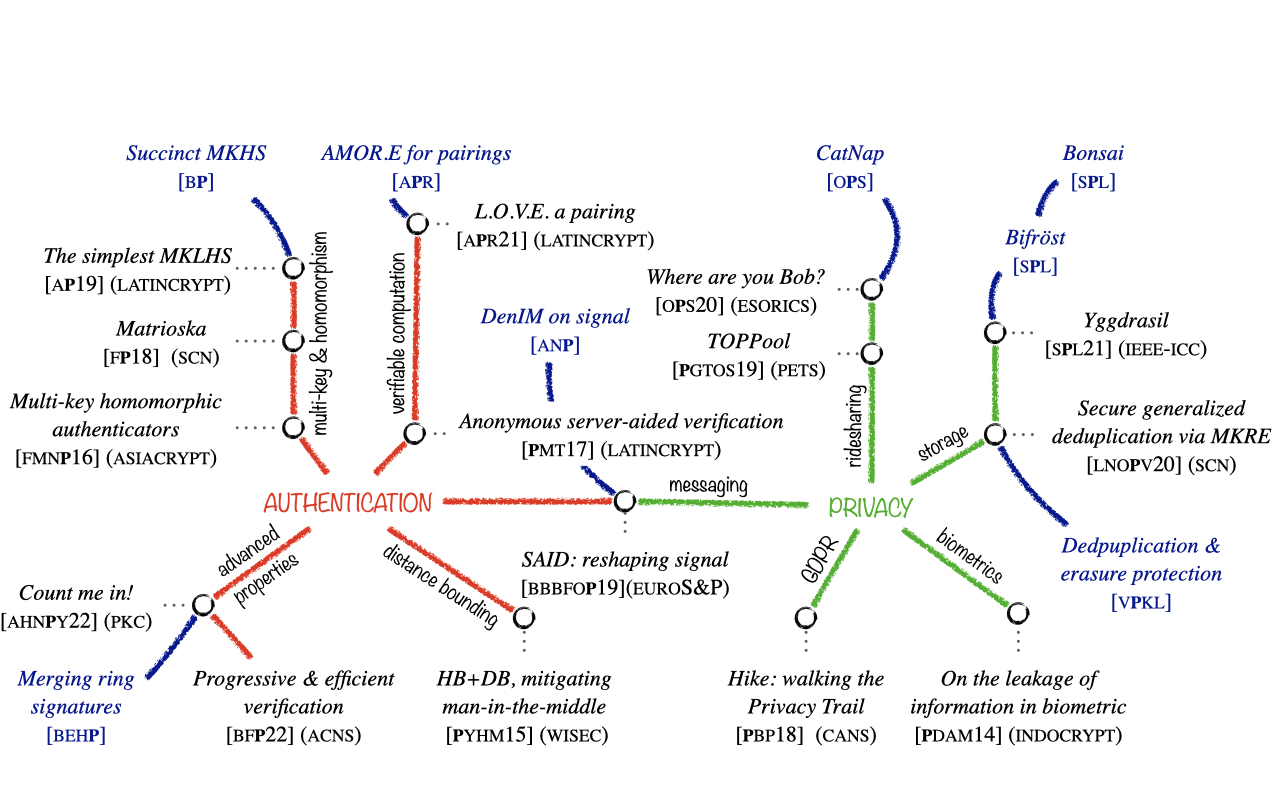 Succinct MKHS
[BP]
AMOR.E for pairings
[APR]
CatNap
[OPS]
Bonsai
[SPL]
L.O.V.E. a pairing
[APR21] (LATINCRYPT)
Bifröst
[SPL]
The simplest MKLHS
[AP19] (LATINCRYPT)
multi-key & homomorphism
verifiable computation
Where are you Bob?
[OPS20] (ESORICS)
DenIM on signal
[ANP]
Matrioska
[FP18] (SCN)
TOPPool
[PGTOS19] (PETS)
Yggdrasil
[SPL21] (IEEE-ICC)
Multi-key homomorphic
authenticators
[FMNP16] (ASIACRYPT)
Anonymous server-aided verification
[PMT17] (LATINCRYPT)
ridesharing
storage
Secure generalized
deduplication via MKRE
[LNOPV20] (SCN)
AUTHENTICATION
messaging
PRIVACY
advanced
properties
distance bounding
SAID: reshaping signal
[BBBFOP19](EUROS&P)
GDPR
biometrics
Dedpuplication &
erasure protection
[VPKL]
Count me in!
[AHNPY22] (PKC)
Merging ring
signatures
[BEHP]
Progressive & efficient
verification
[BFP22] (ACNS)
HB+DB, mitigating
man-in-the-middle
[PYHM15] (WISEC)
Hike: walking the
Privacy Trail
[PBP18] (CANS)
On the leakage of
information in biometric
[PDAM14] (INDOCRYPT)